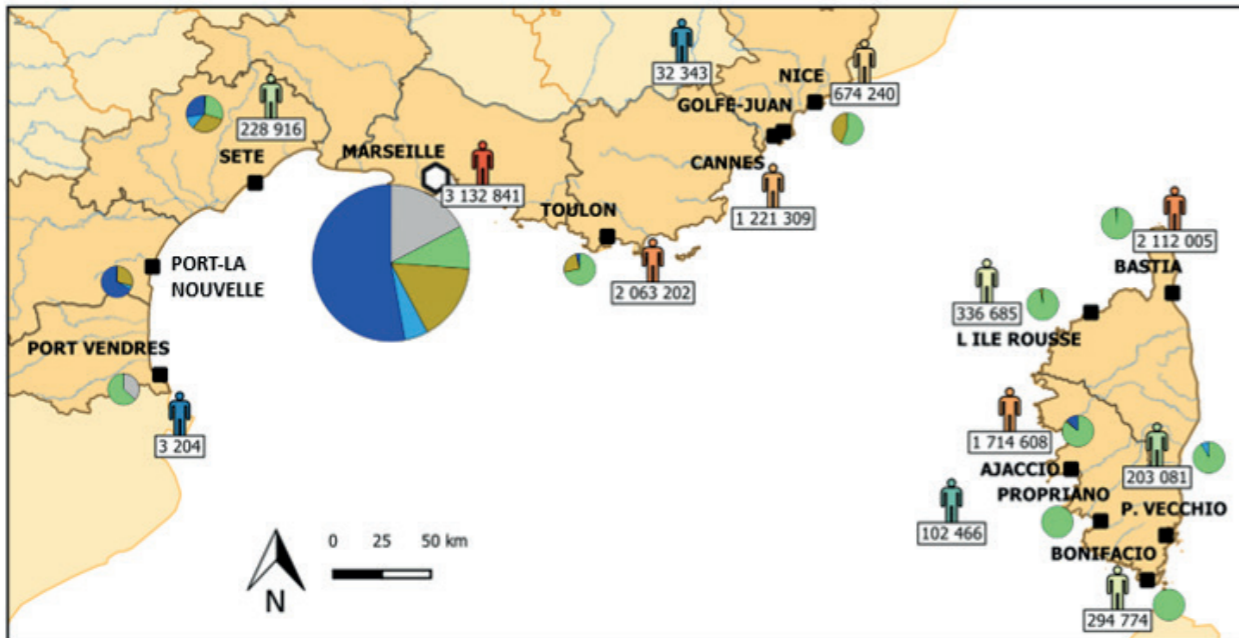 32 343
NICE
674 240
GOLFE-JUAN
228 916
MARSEILLE
SETE
CANNES
3 132 841
1 221 309
TOULON
2 112 005
BASTIA
PORT-LA
NOUVELLE
2 063 202
336 685
L ILE ROUSSE
PORT VENDRES
3 204
1 714 608
203 081
AJACCIO
PROPRIANO
P. VECCHIO
102 466
BONIFACIO
0 25 50 km
N
294 774